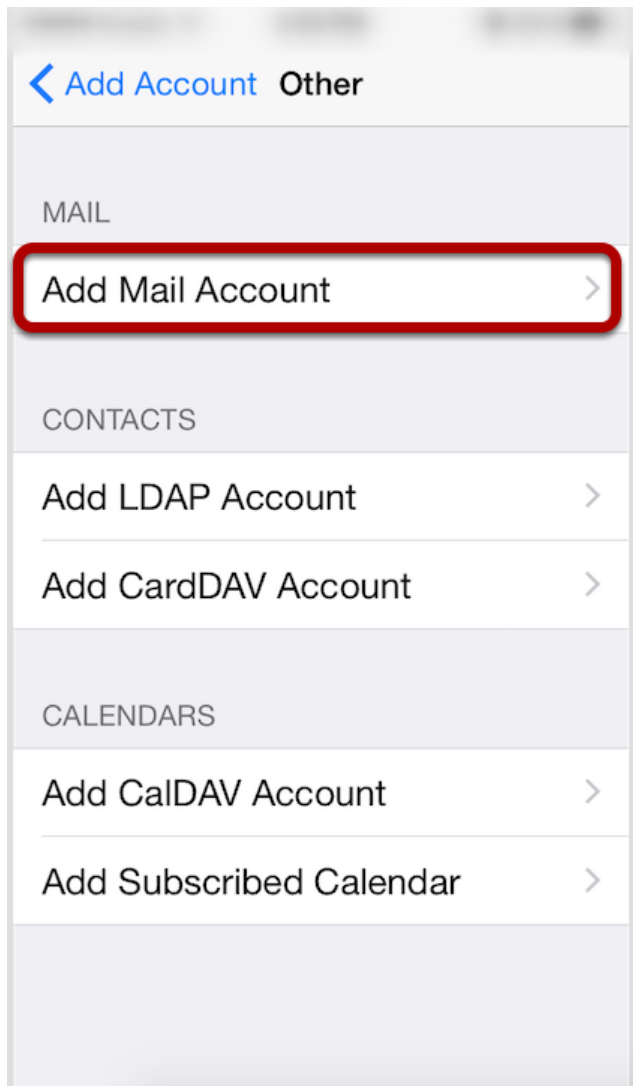 Add Account Other
MAIL
Add Mail Account
CONTACTS
Add LDAP Account
Add CardDAV Account
CALENDARS
Add CalDAV Account
Add Subscribed Calendar